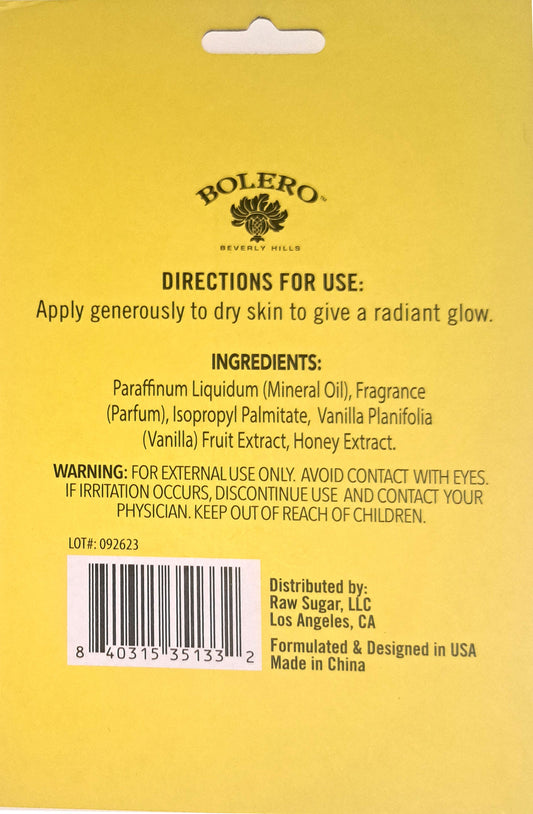 BOLERO™
BEVERLY HILLS
DIRECTIONS FOR USE:
Apply generously to dry skin to give a radiant glow.
INGREDIENTS:
Paraffinum Liquidum (Mineral Oil), Fragrance
(Parfum), Isopropyl Palmitate, Vanilla Planifolia
(Vanilla) Fruit Extract, Honey Extract.
WARNING: FOR EXTERNAL USE ONLY. AVOID CONTACT WITH EYES.
IF IRRITATION OCCURS, DISCONTINUE USE AND CONTACT YOUR
PHYSICIAN. KEEP OUT OF REACH OF CHILDREN.
LOT#: 092623
8 40315 35133 2
Distributed by:
Raw Sugar, LLC
Los Angeles, CA
Formulated & Designed in USA
Made in China